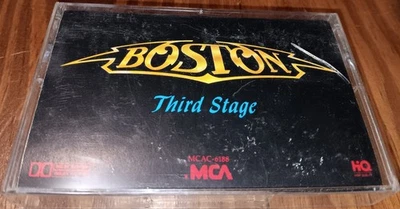 BOSTON
Third Stage
MCAC-6188
MCA
HQ